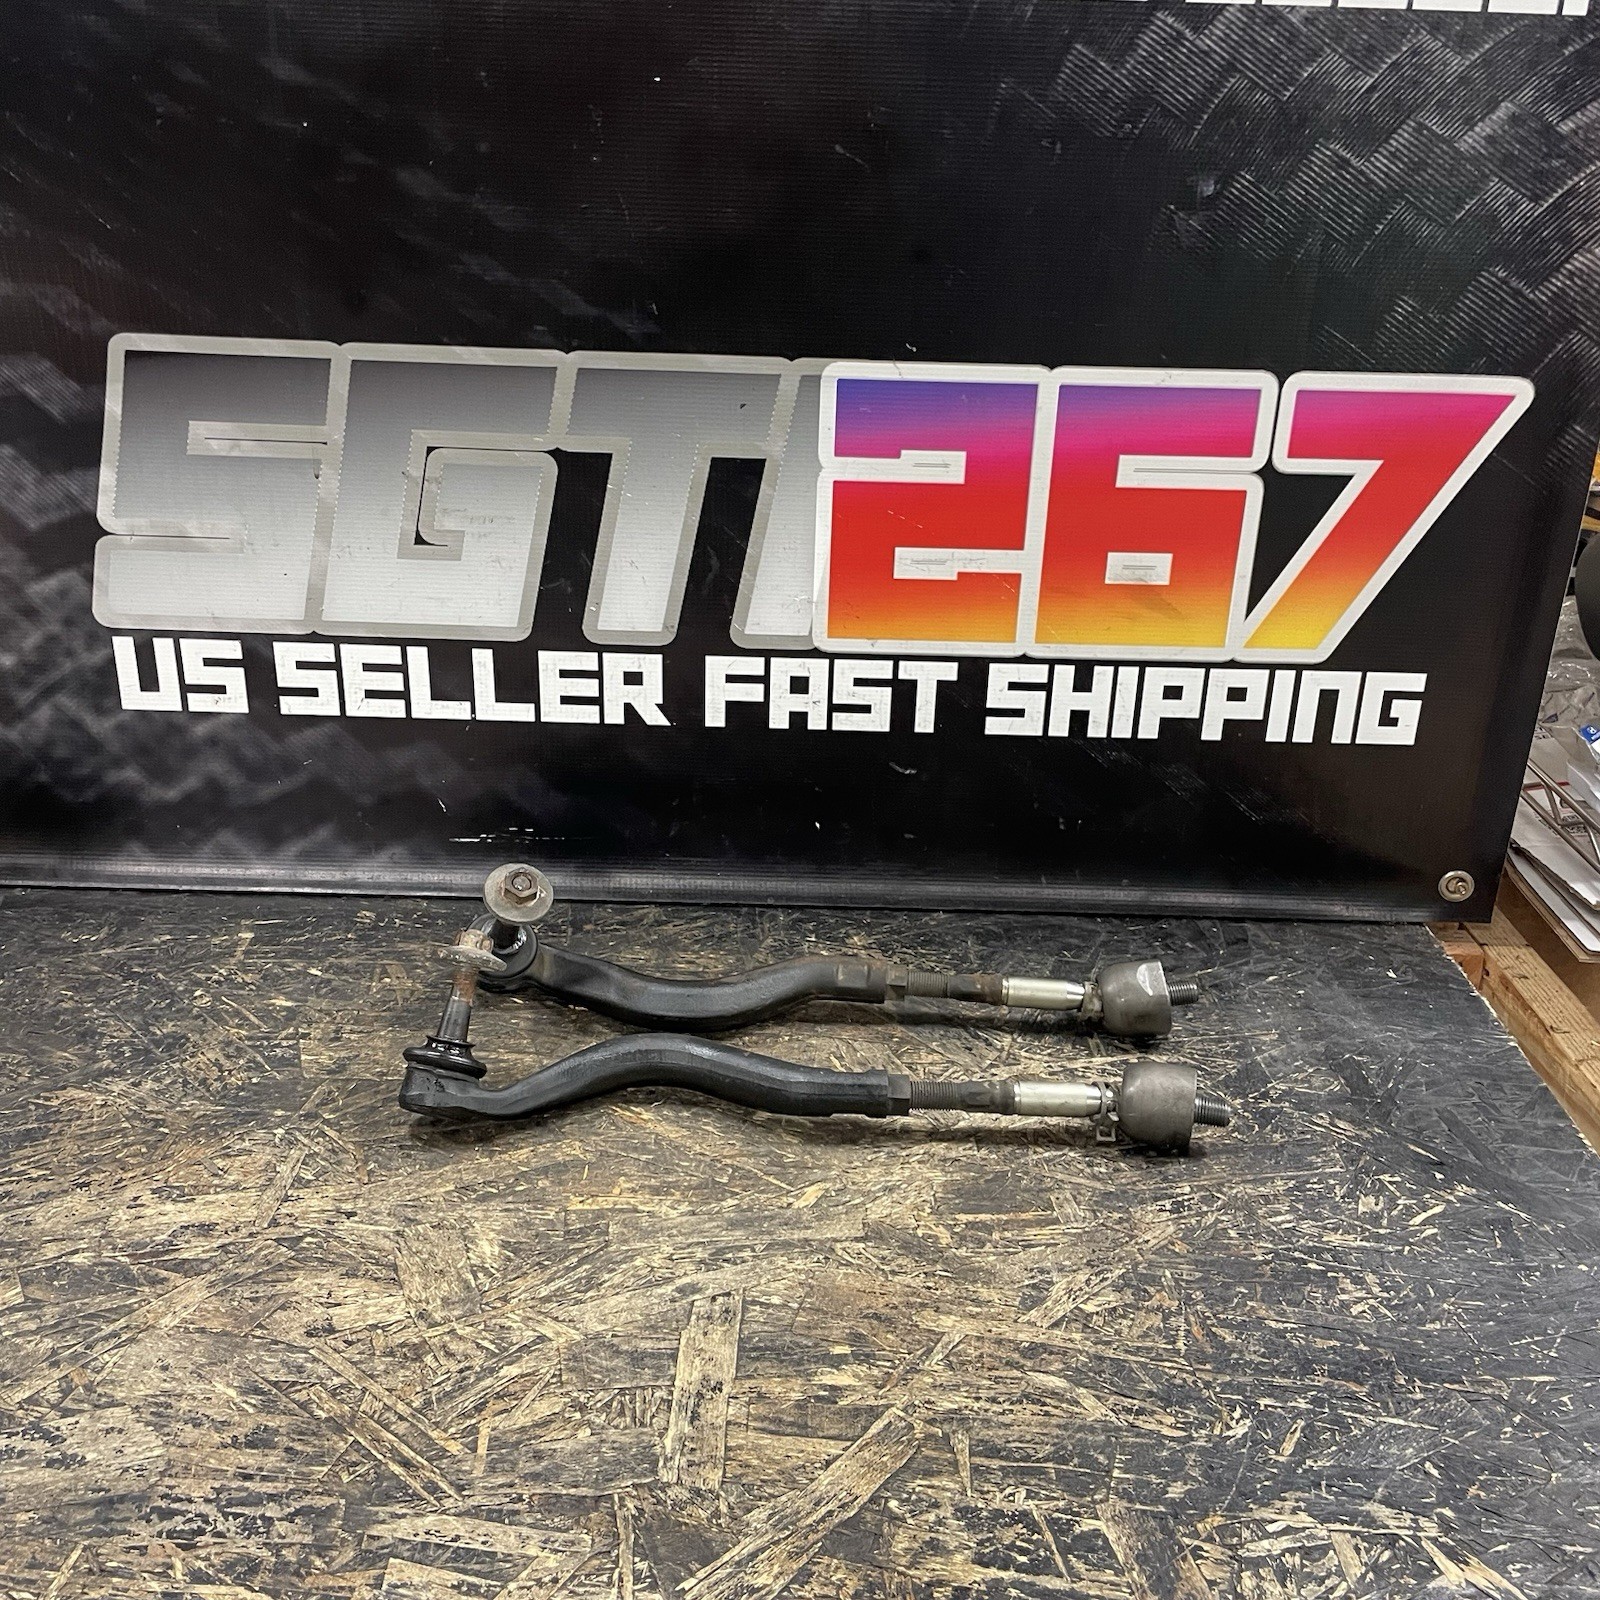 SGT267
US SELLER FAST SHIPPING